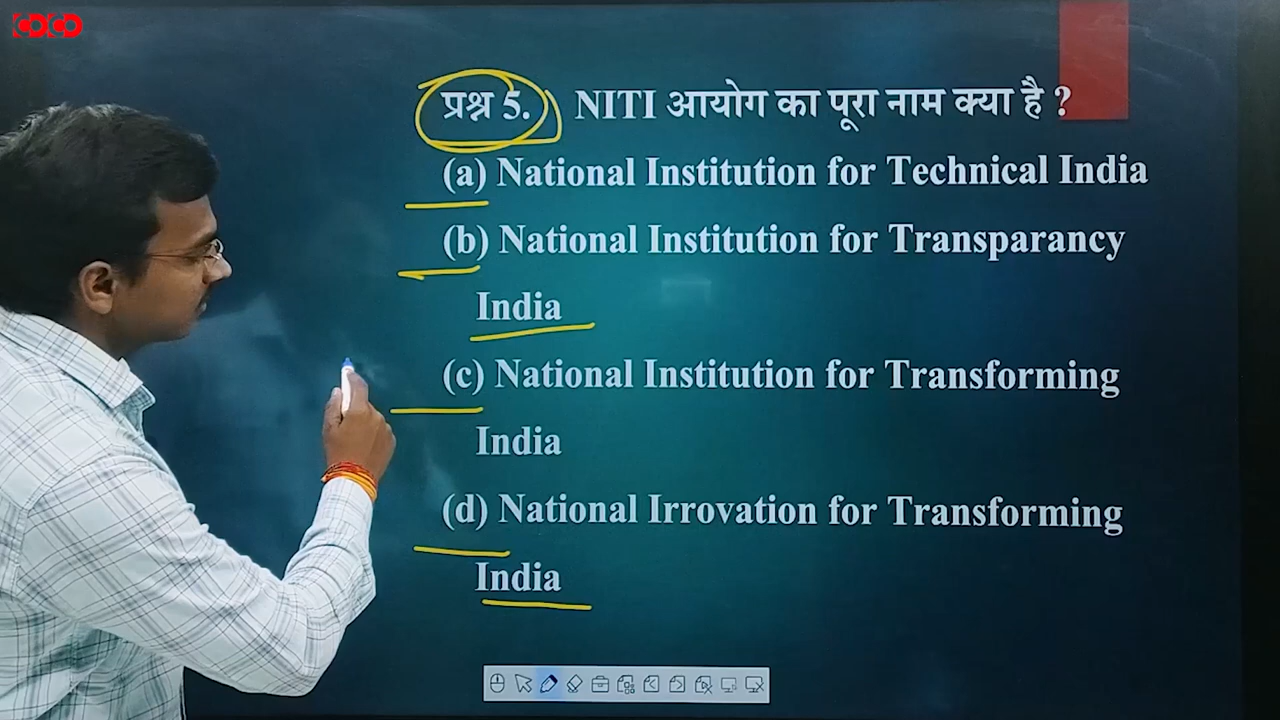 प्रश्न 5. NITI आयोग का पूरा नाम क्या है ?
(a) National Institution for Technical India
(b) National Institution for Transparancy
India
(c) National Institution for Transforming
India
(d) National Irrovation for Transforming
India